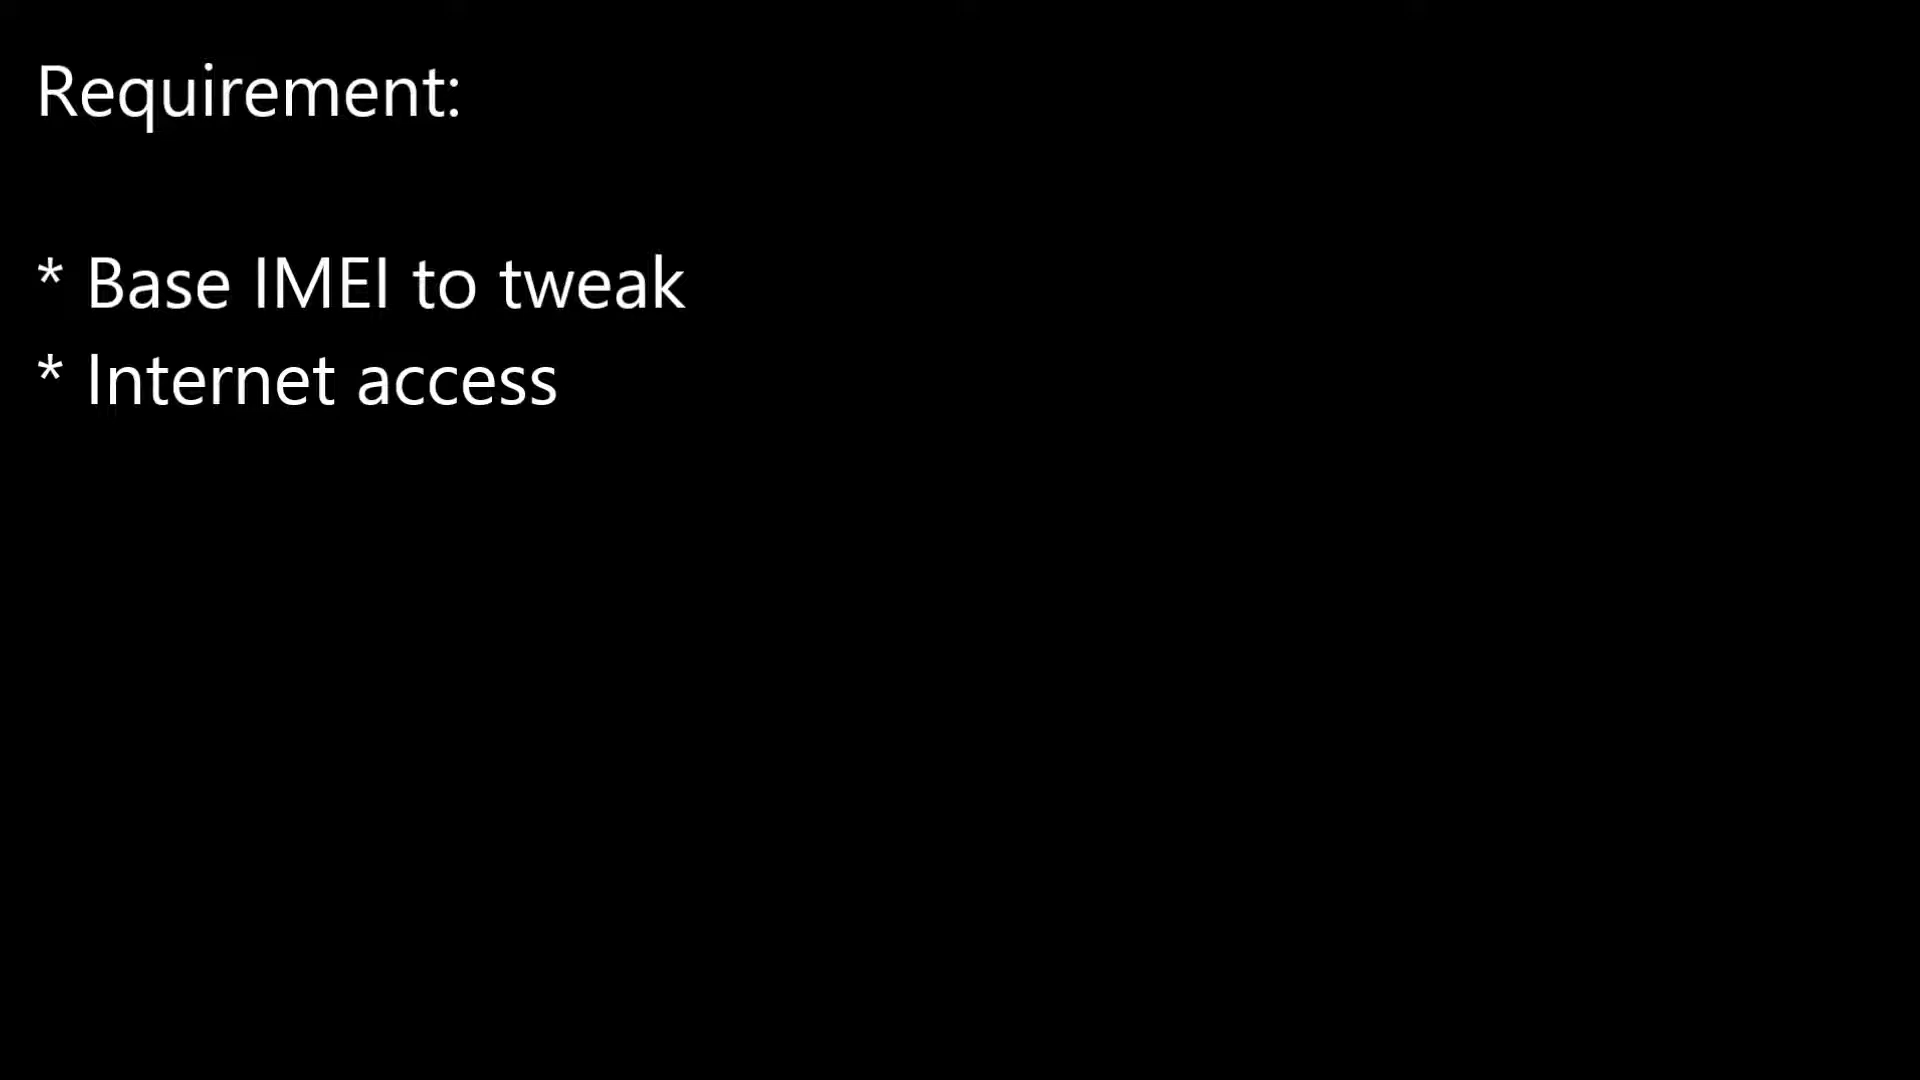 Requirement:
* Base IMEI to tweak
* Internet access